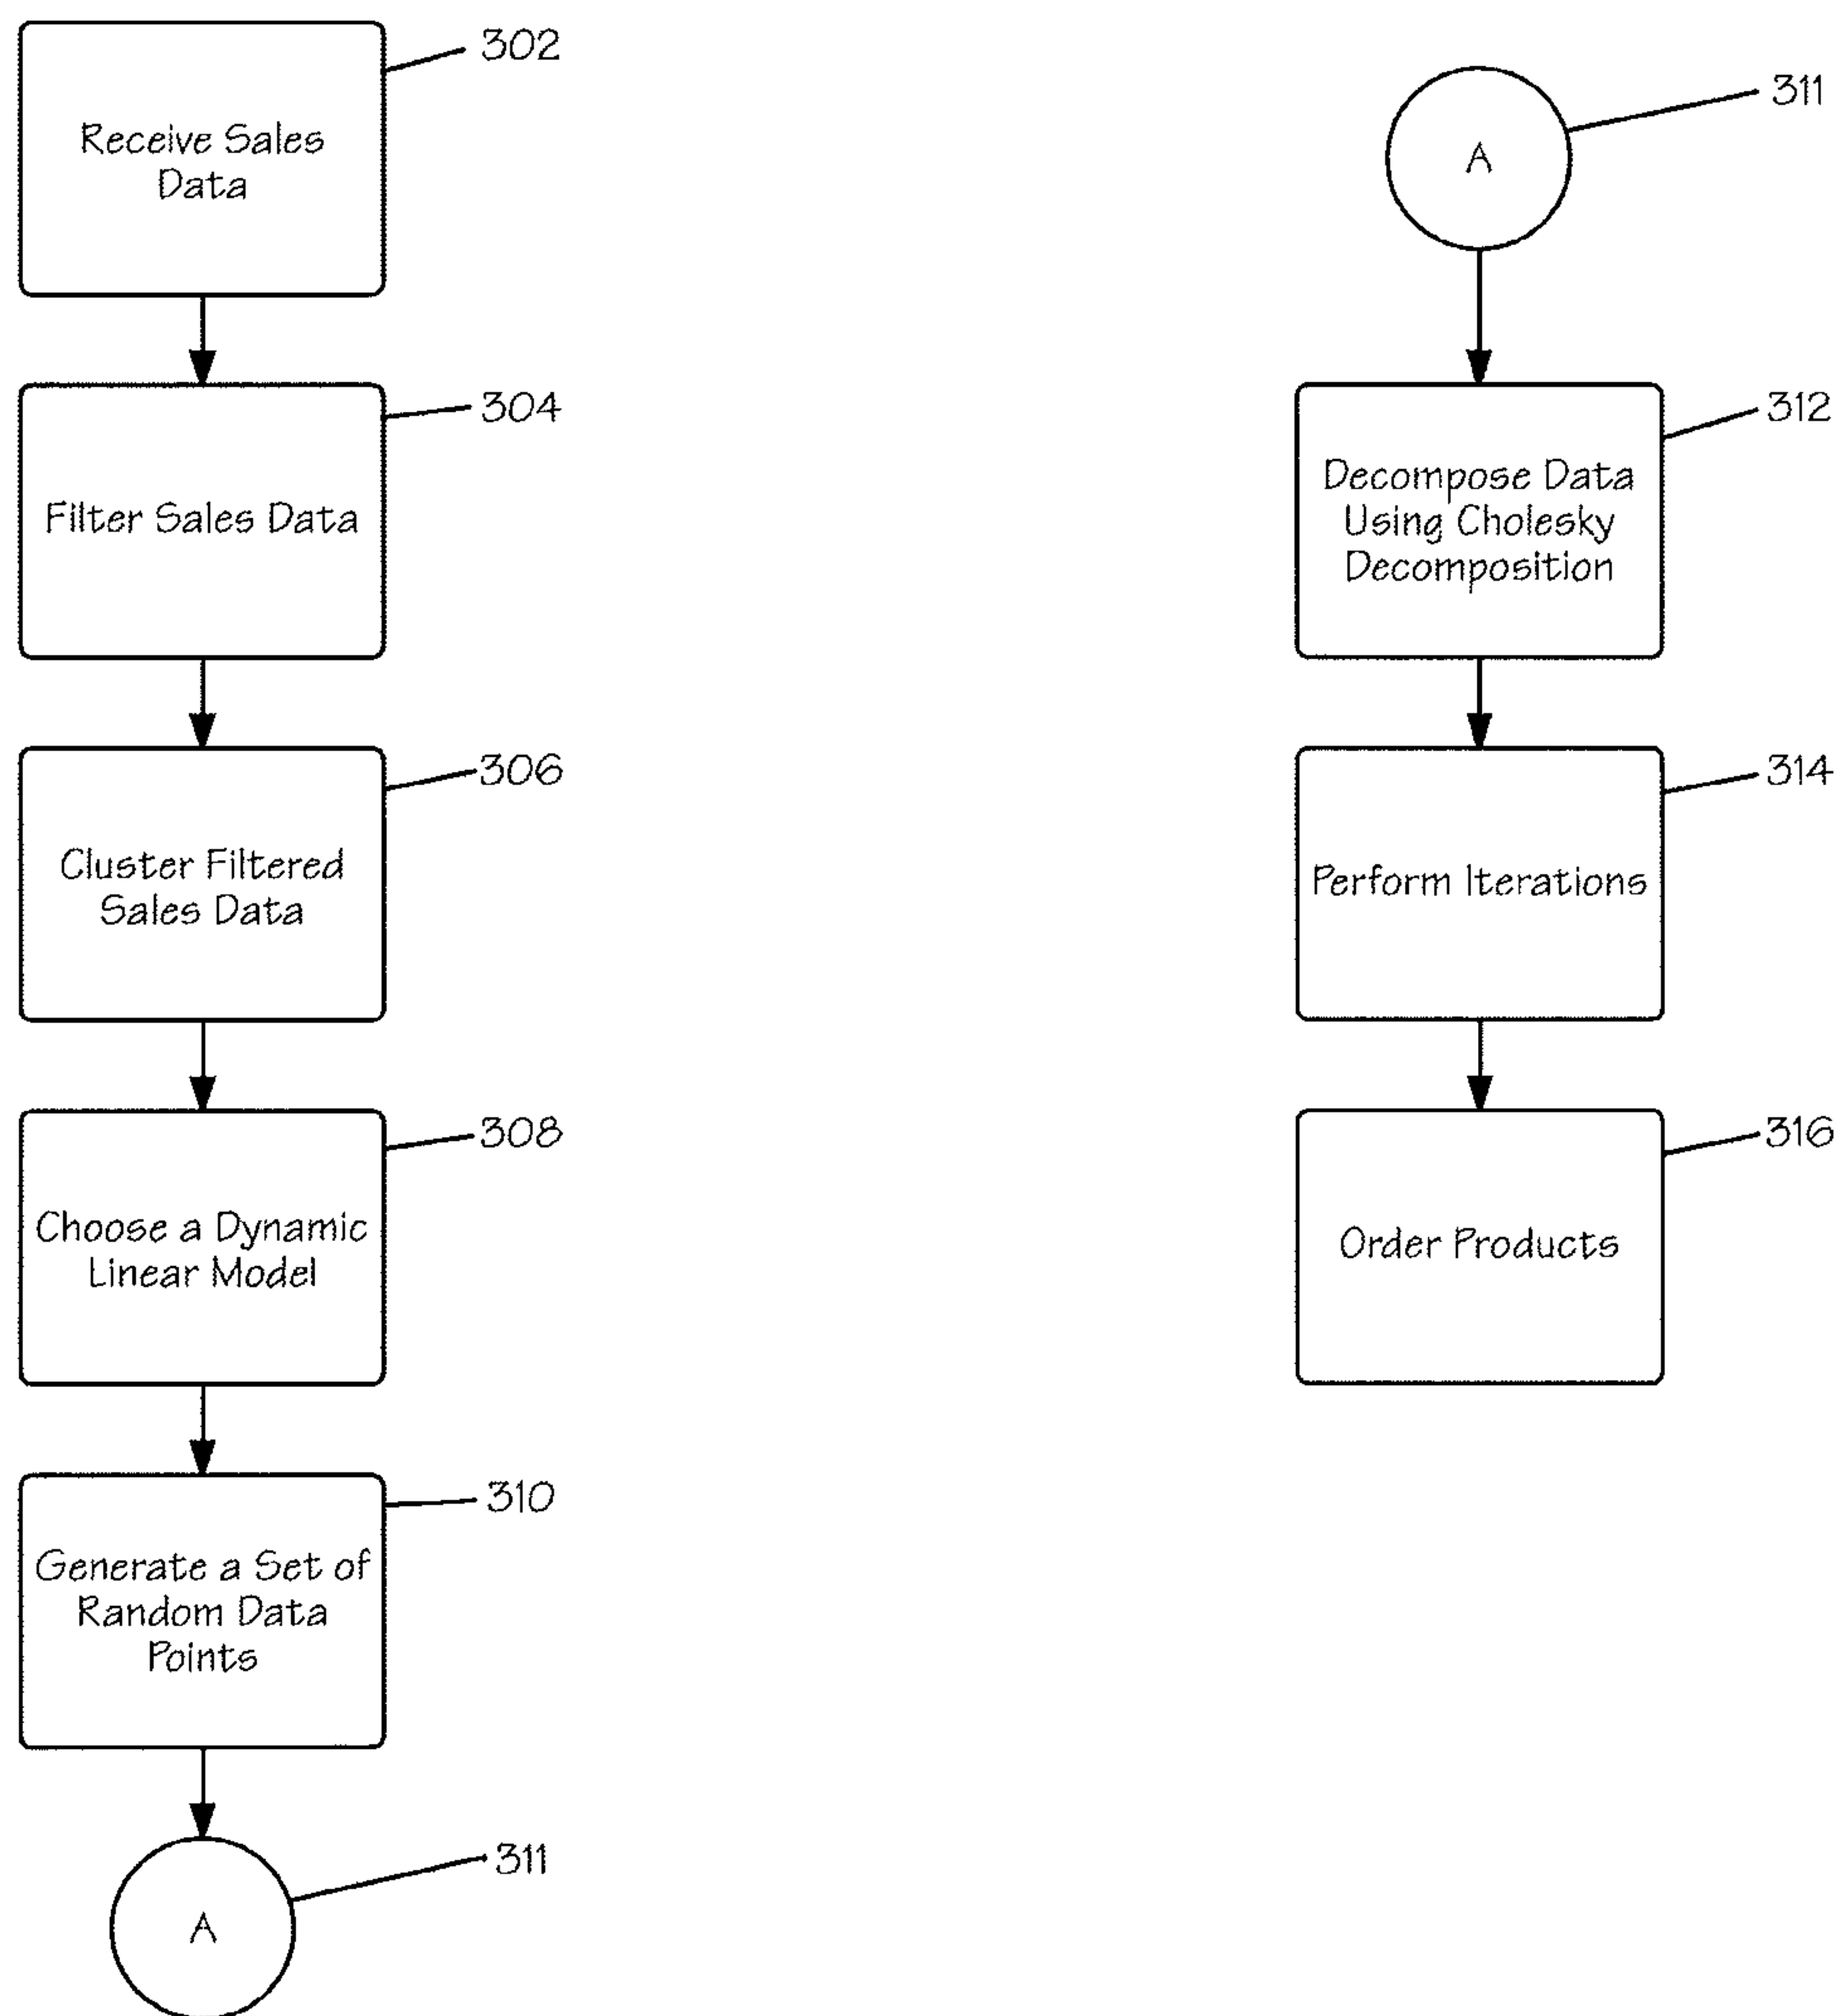 302
Receive Sales
Data
304
Filter Sales Data
306
Cluster Filtered
Sales Data
308
Choose a Dynamic
Linear Model
310
Generate a Set of
Random Data
Points
311
A
311
A
312
Decompose Data
Using Cholesky
Decomposition
314
Perform Iterations
316
Order Products